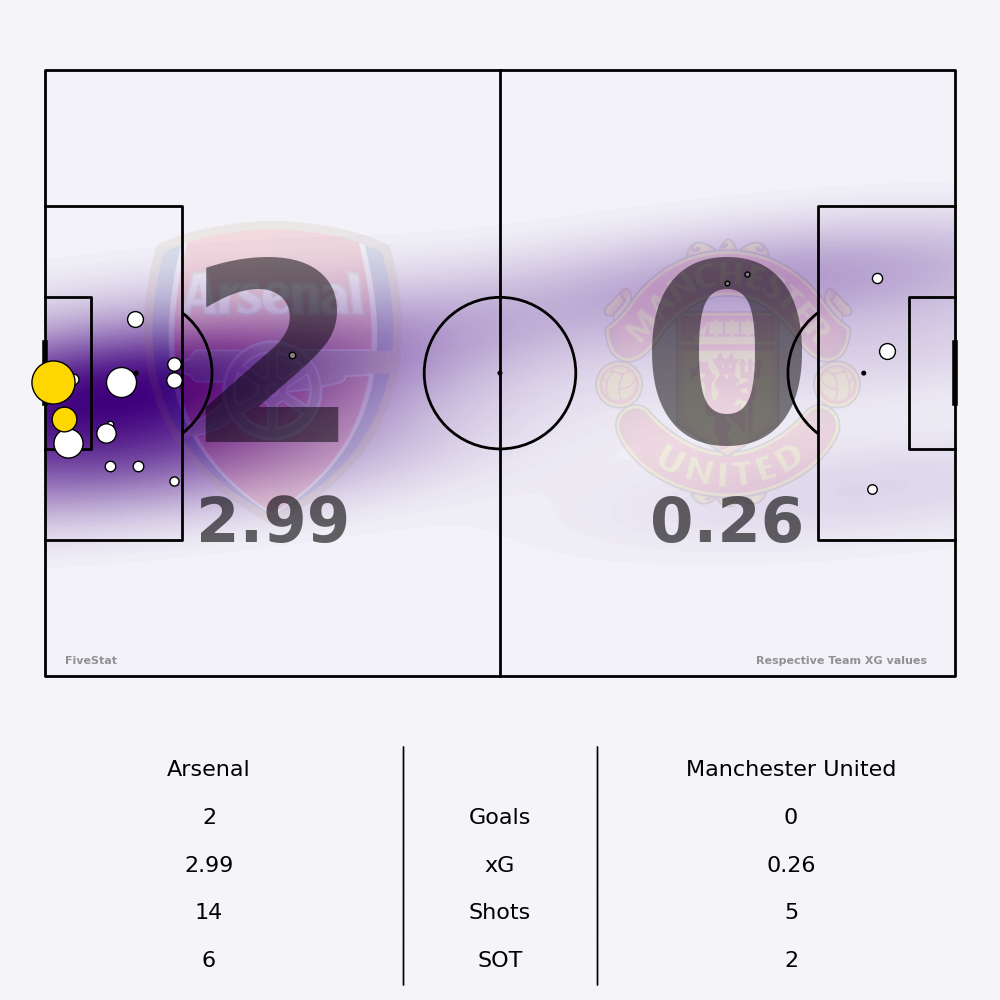 Arsenal
2
2.99
MANCHESTER
UNITED
0
0.26
FiveStat
Respective Team XG values
Arsenal Manchester United
2 Goals 0
2.99 xG 0.26
14 Shots 5
6 SOT 2